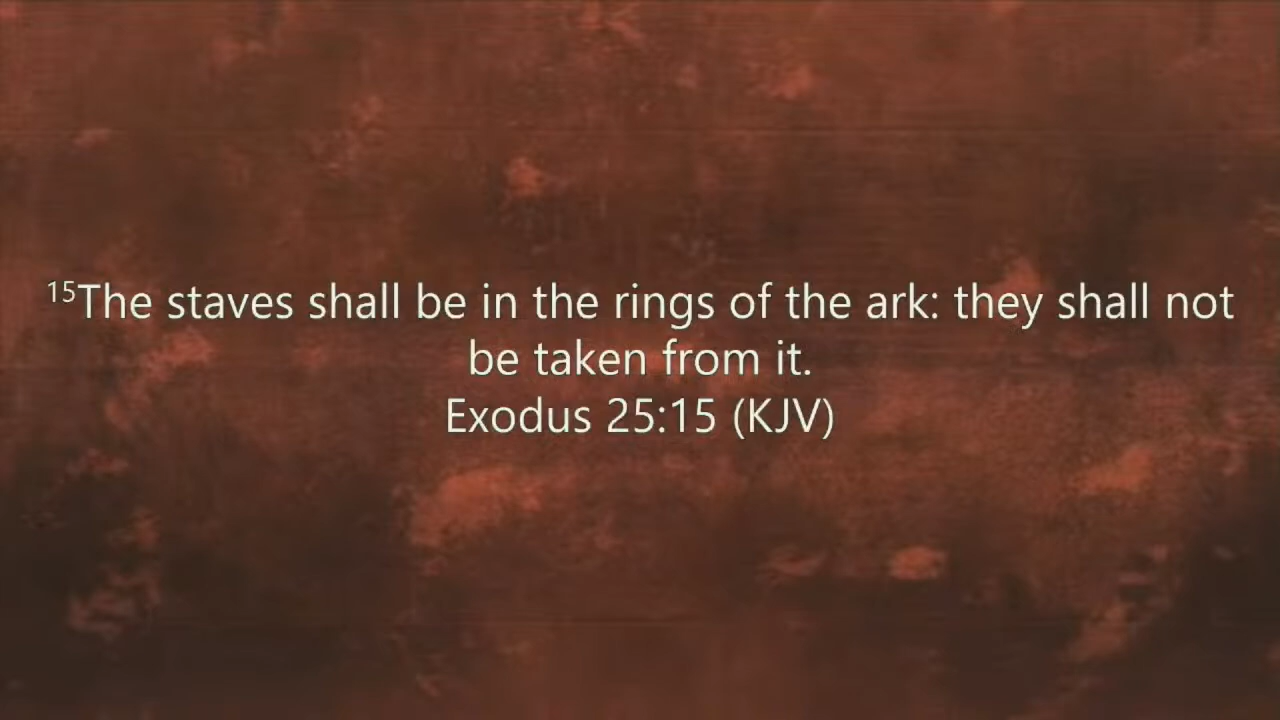 ¹⁵The staves shall be in the rings of the ark: they shall not
be taken from it.
Exodus 25:15 (KJV)